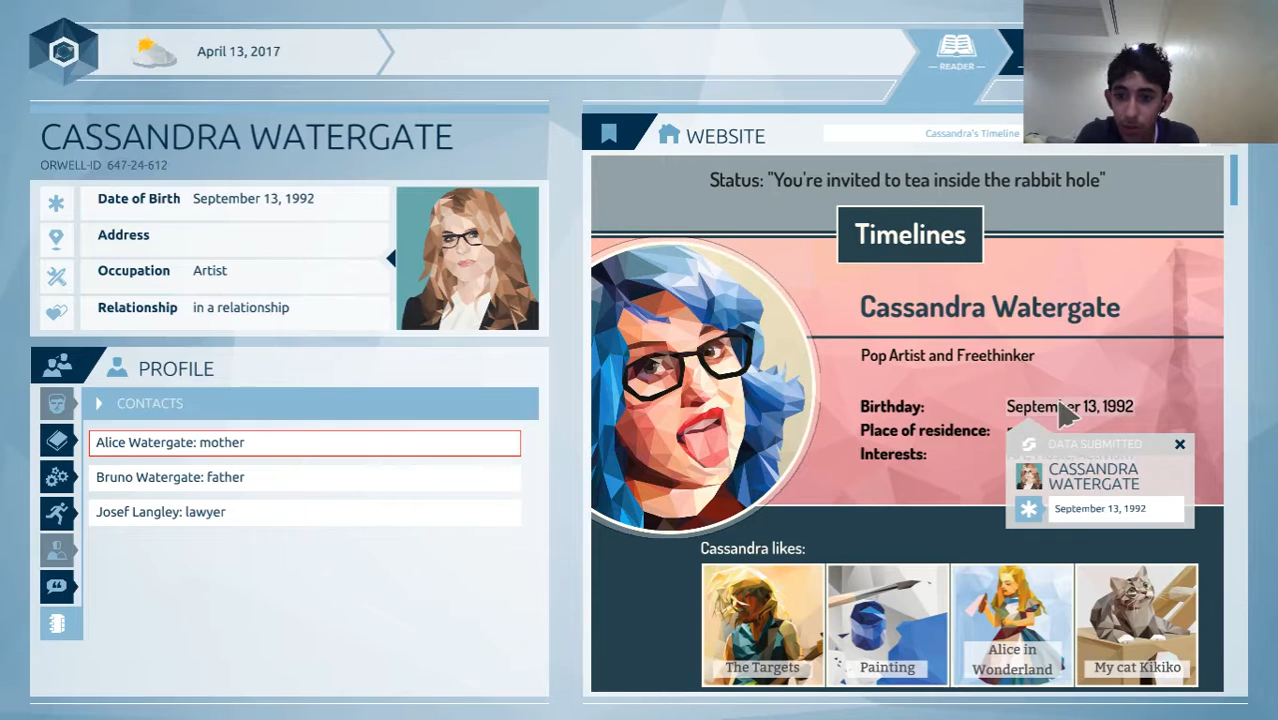 April 13, 2017
— READER —
CASSANDRA WATERGATE
ORWELL-ID 647-24-612
Date of Birth September 13, 1992
Address
Occupation Artist
Relationship in a relationship
PROFILE
CONTACTS
Alice Watergate: mother
Bruno Watergate: father
Josef Langley: lawyer
WEBSITE
Cassandra's Timeline
Status: "You're invited to tea inside the rabbit hole"
Timelines
Cassandra Watergate
Pop Artist and Freethinker
Birthday: September 13, 1992
Place of residence:
Interests:
DATA SUBMITTED
CASSANDRA
WATERGATE
September 13, 1992
Cassandra likes:
The Targets
Painting
Alice in
Wonderland
My cat Kikiko